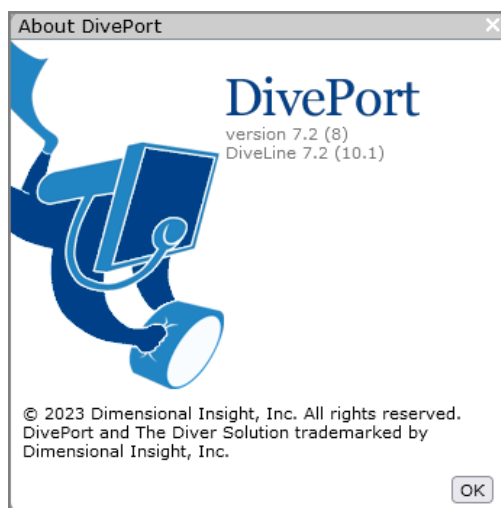 About DivePort
DivePort
version 7.2 (8)
DiveLine 7.2 (10.1)
© 2023 Dimensional Insight, Inc. All rights reserved.
DivePort and The Diver Solution trademarked by
Dimensional Insight, Inc.
OK